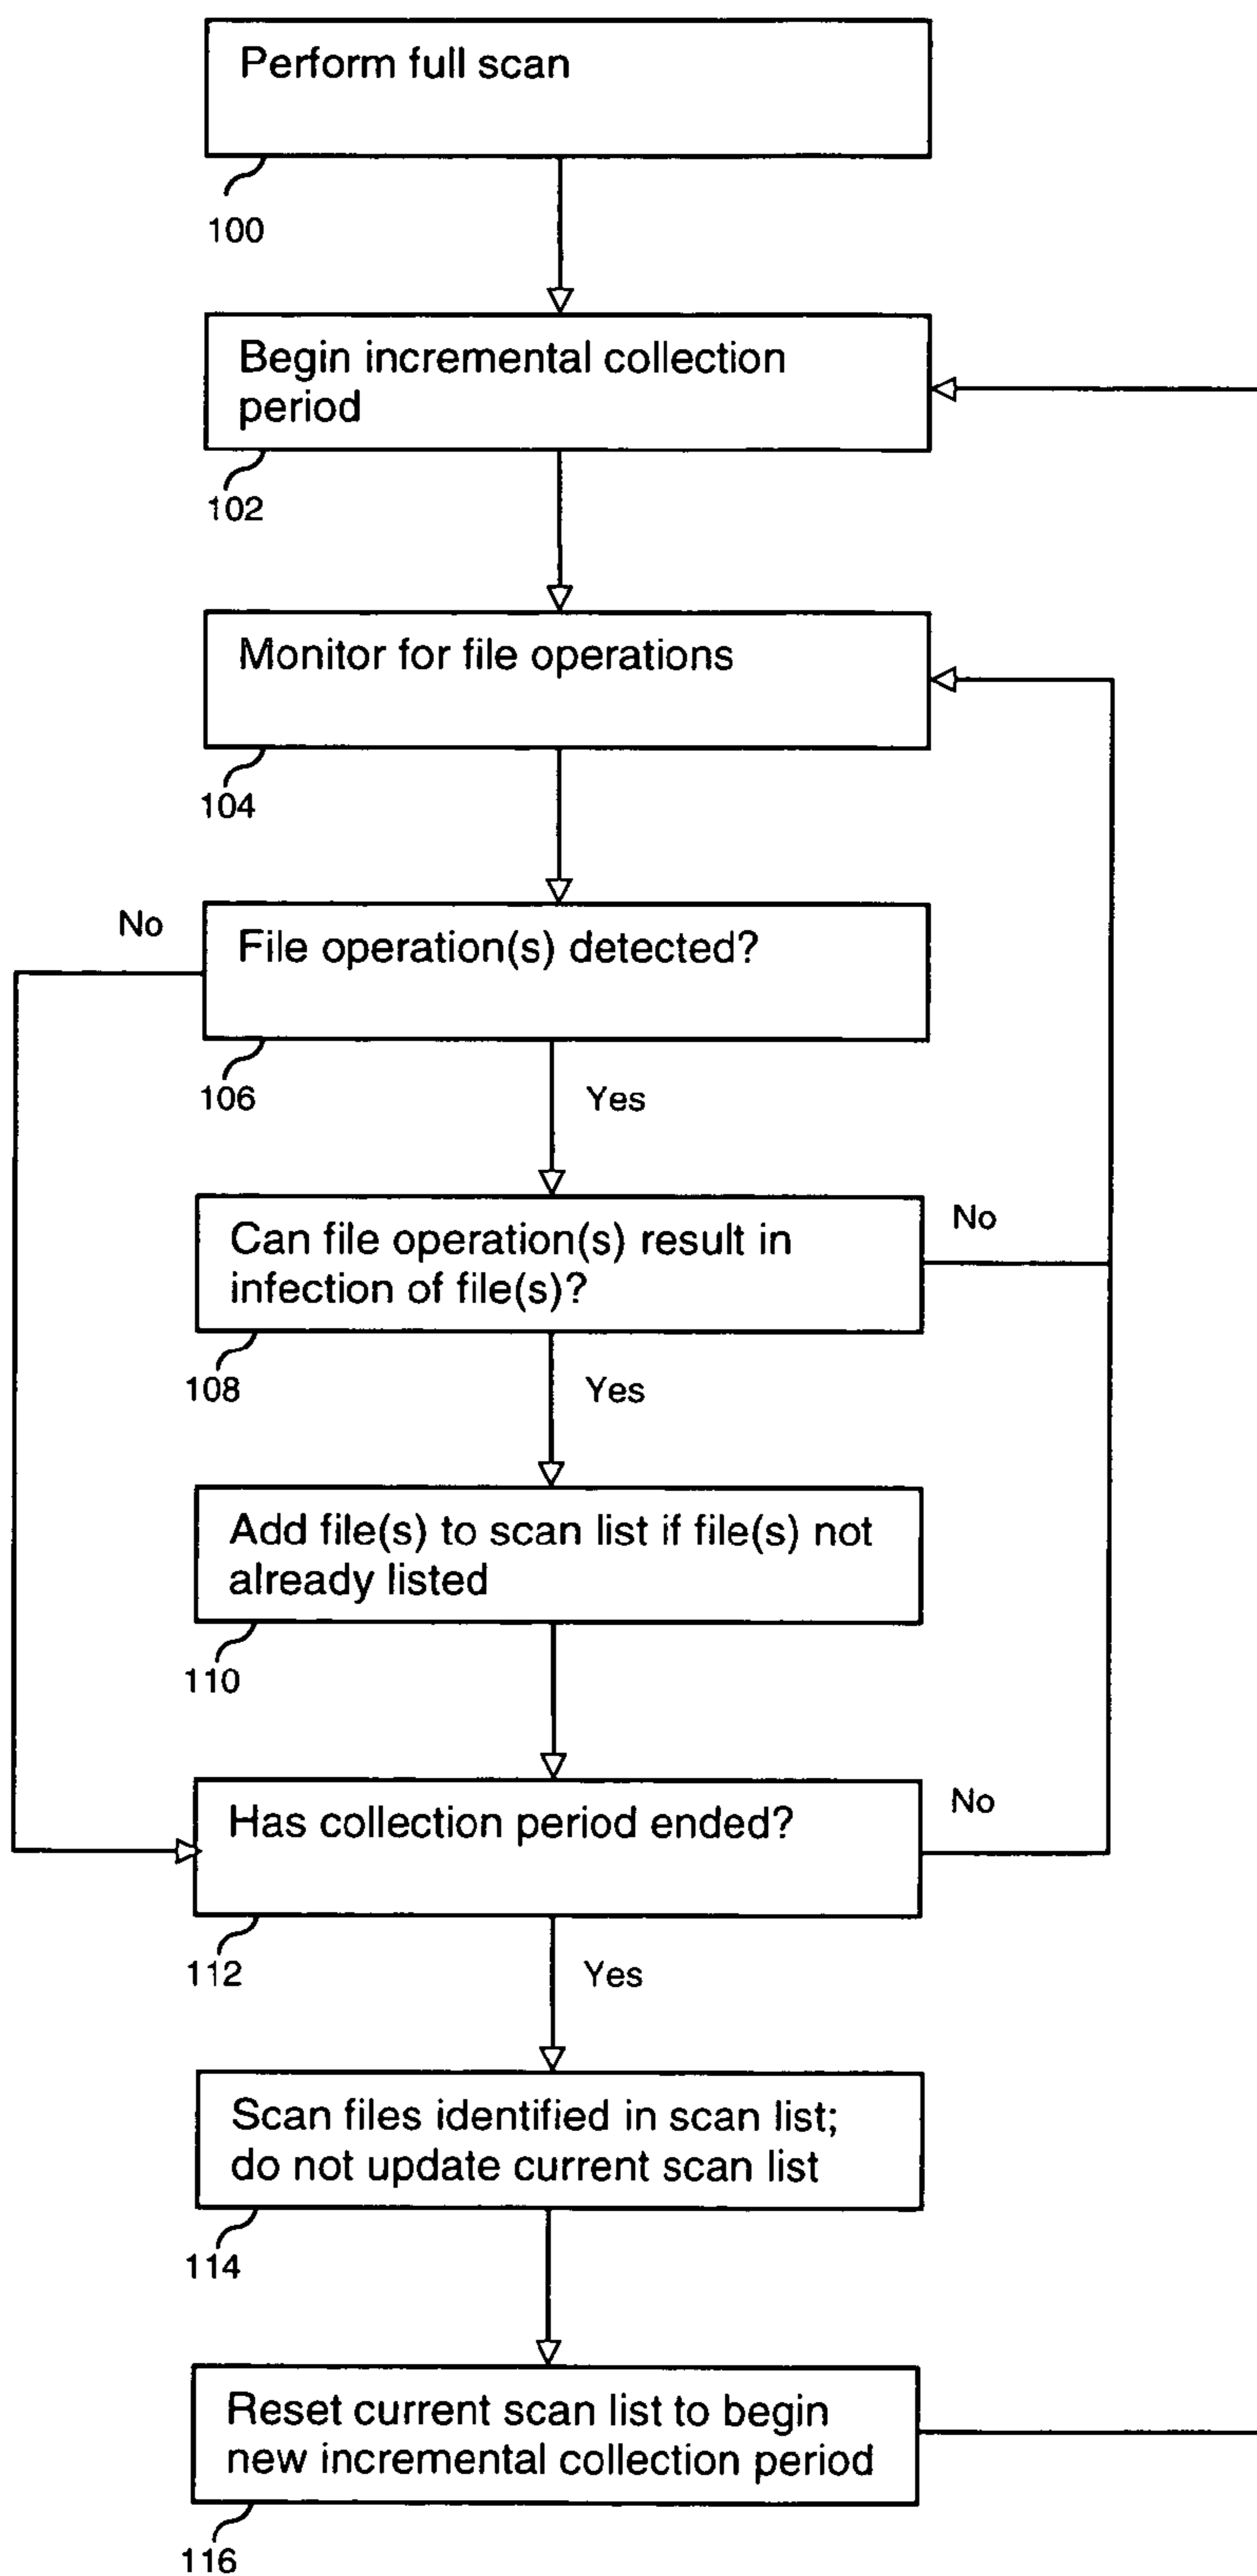 Perform full scan
100
Begin incremental collection
period
102
Monitor for file operations
104
No
File operation(s) detected?
106
Yes
Can file operation(s) result in
infection of file(s)?
No
108
Yes
Add file(s) to scan list if file(s) not
already listed
110
Has collection period ended?
No
112
Yes
Scan files identified in scan list;
do not update current scan list
114
Reset current scan list to begin
new incremental collection period
116